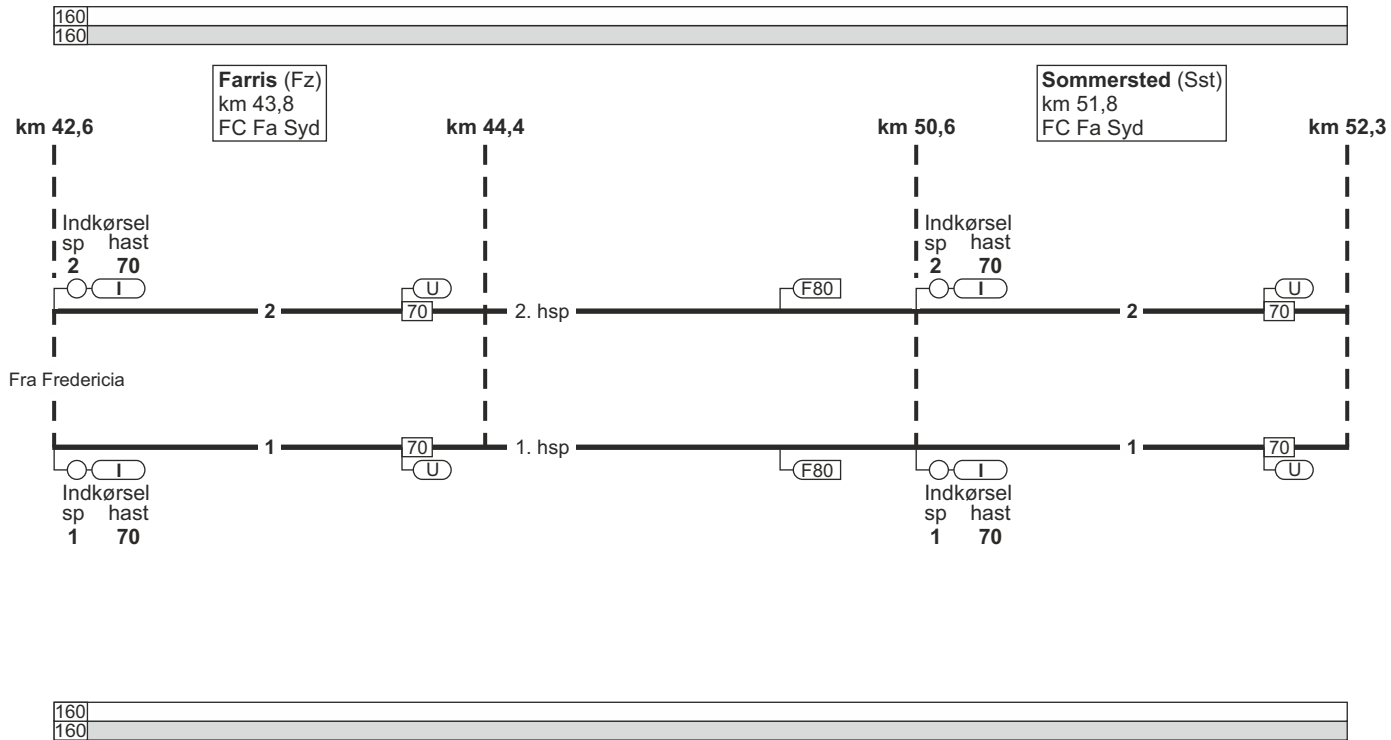 160
160
Farris (Fz)
km 43,8
FC Fa Syd
Sommersted (Sst)
km 51,8
FC Fa Syd
km 42,6
km 44,4
km 50,6
km 52,3
Indkørsel
sp hast
2 70
I
Indkørsel
sp hast
2 70
I
U
F80
U
2
70
2. hsp
2
70
Fra Fredericia
1
70
1. hsp
1
70
I
U
F80
I
U
Indkørsel
sp hast
1 70
Indkørsel
sp hast
1 70
160
160